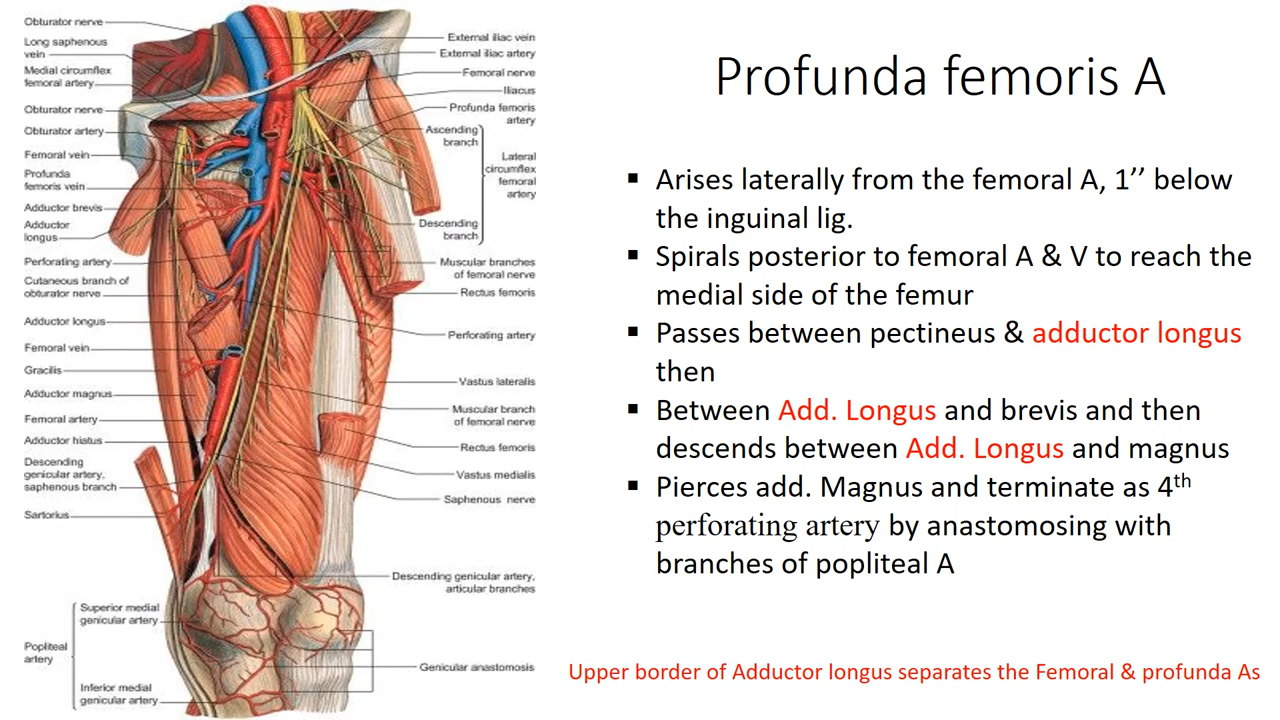 Obturator nerve
Long saphenous
vein
Medial circumflex
femoral artery
Obturator nerve
Obturator artery
Femoral vein
Profunda
femoris vein
Adductor brevis
Adductor
longus
Perforating artery
Cutaneous branch of
obturator nerve
Adductor longus
Femoral vein
Gracilis
Adductor magnus
Femoral artery
Adductor hiatus
Descending
genicular artery,
saphenous branch
Sartorius
Superior medial
genicular artery
Popliteal
artery
Inferior medial
genicular artery
External iliac vein
External iliac artery
Femoral nerve
Iliacus
Profunda femoris
artery
Ascending
branch
Lateral
circumflex
femoral
artery
Descending
branch
Muscular branches
of femoral nerve
Rectus femoris
Perforating artery
Vastus lateralis
Muscular branch
of femoral nerve
Rectus femoris
Vastus medialis
Saphenous nerve
Descending genicular artery,
articular branches
Genicular anastomosis
Profunda femoris A
▪ Arises laterally from the femoral A, 1’’ below
the inguinal lig.
▪ Spirals posterior to femoral A & V to reach the
medial side of the femur
▪ Passes between pectineus & adductor longus
then
▪ Between Add. Longus and brevis and then
descends between Add. Longus and magnus
▪ Pierces add. Magnus and terminate as 4th
perforating artery by anastomosing with
branches of popliteal A
Upper border of Adductor longus separates the Femoral & profunda As